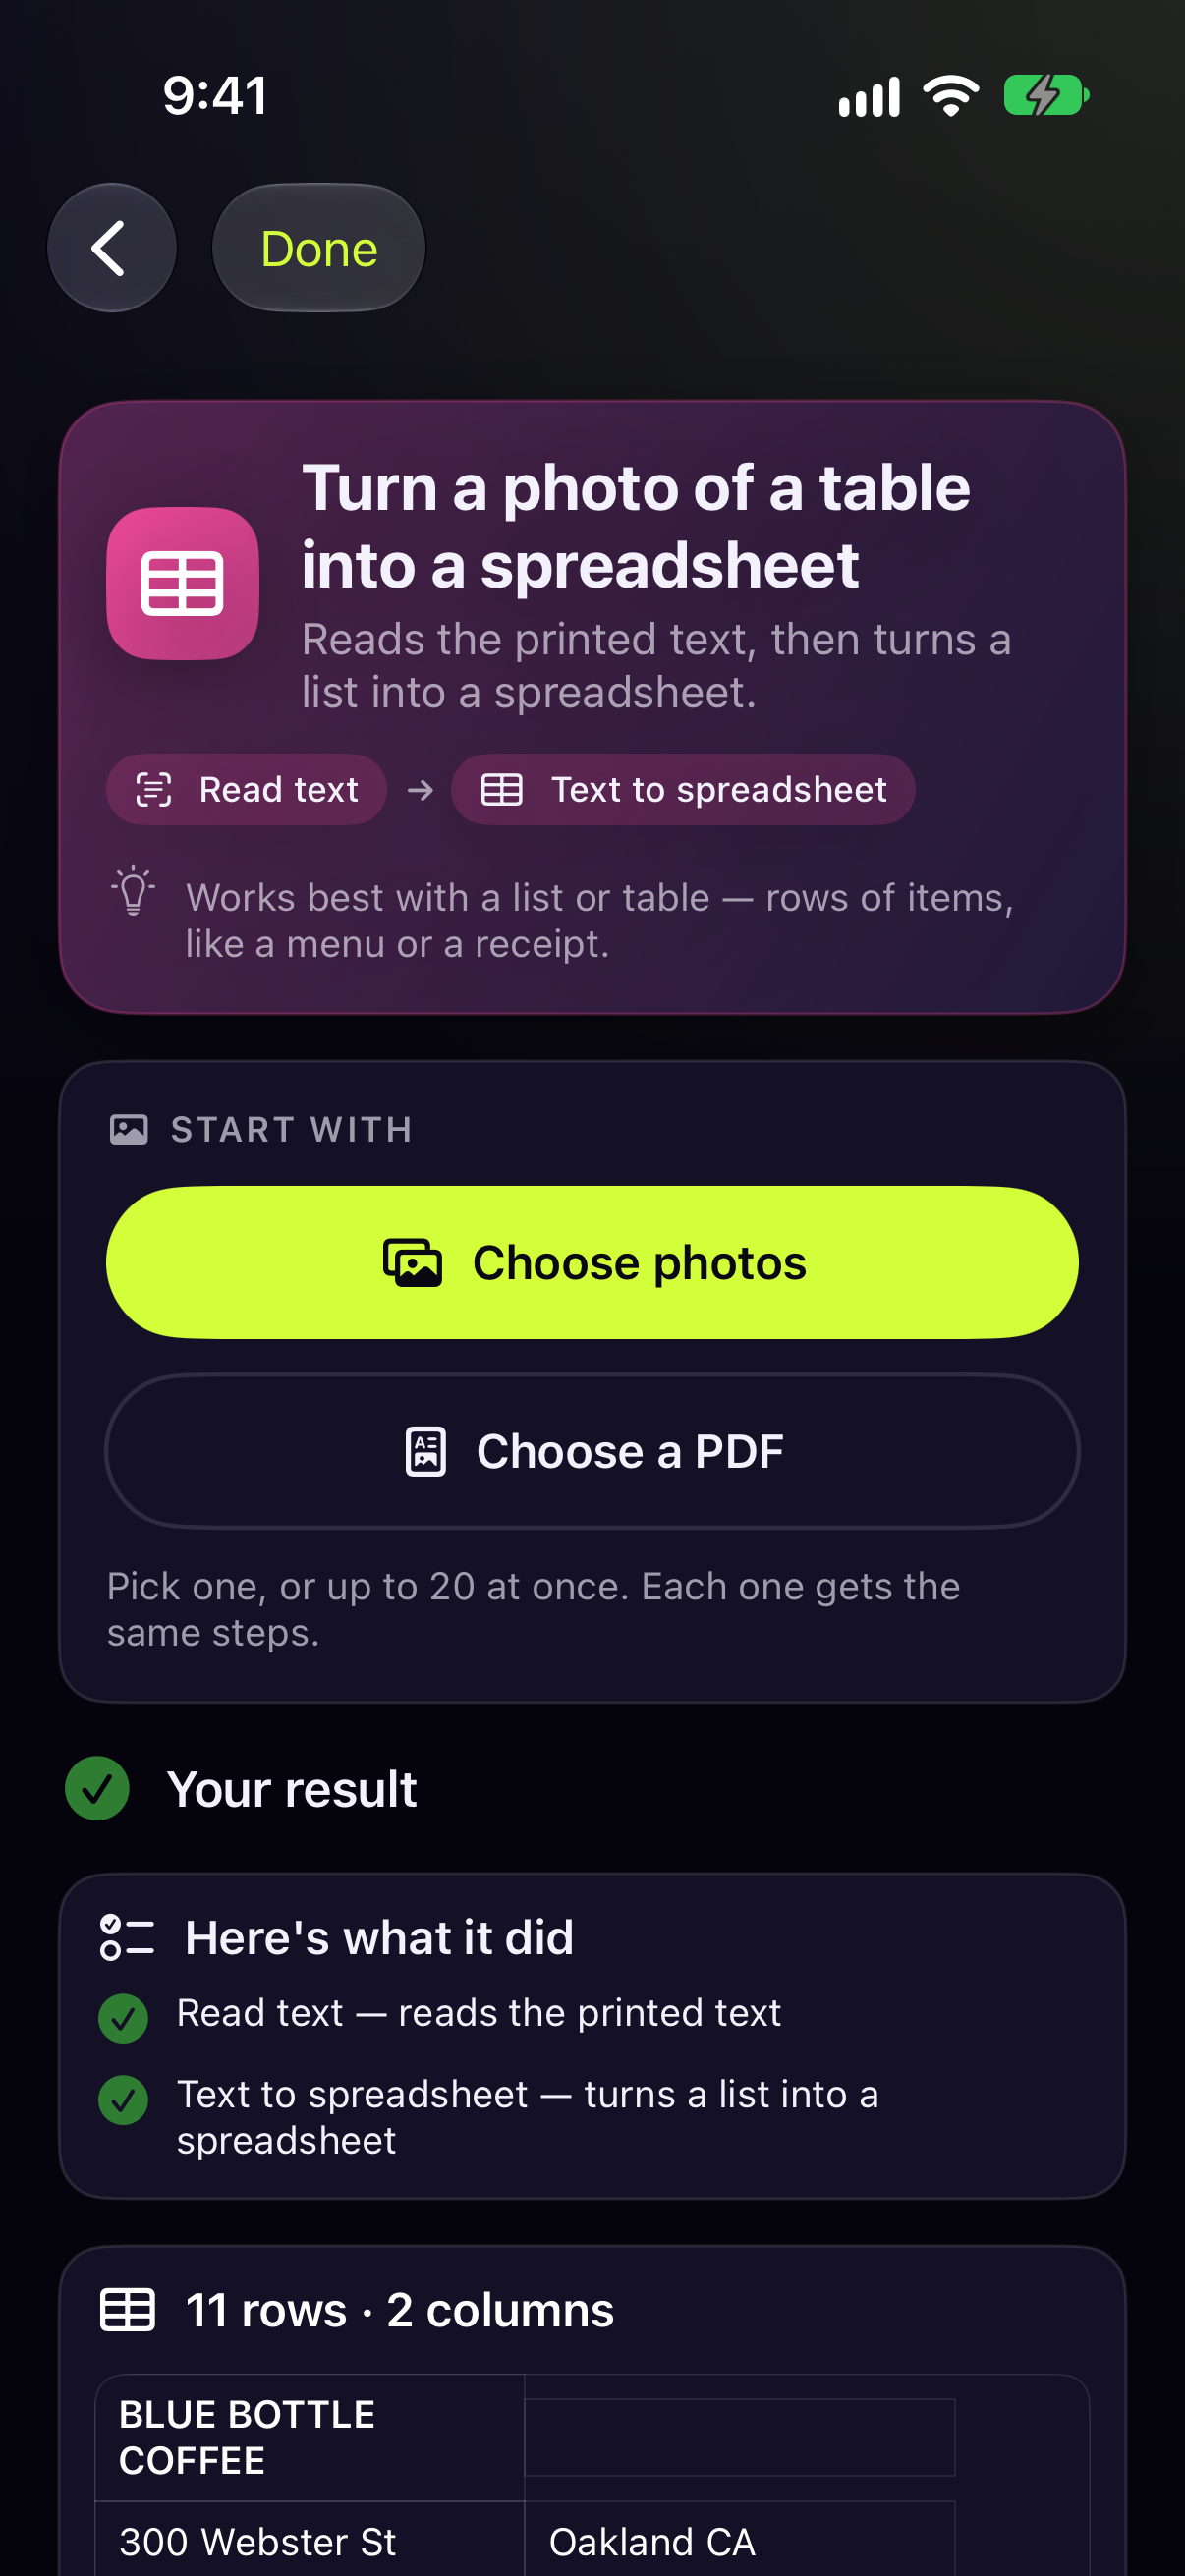 9:41
Done
Turn a photo of a table
into a spreadsheet
Reads the printed text, then turns a
list into a spreadsheet.
Read text → Text to spreadsheet
Works best with a list or table — rows of items,
like a menu or a receipt.
START WITH
Choose photos
Choose a PDF
Pick one, or up to 20 at once. Each one gets the
same steps.
Your result
Here's what it did
Read text — reads the printed text
Text to spreadsheet — turns a list into a
spreadsheet
11 rows · 2 columns
BLUE BOTTLE
COFFEE
300 Webster St Oakland CA